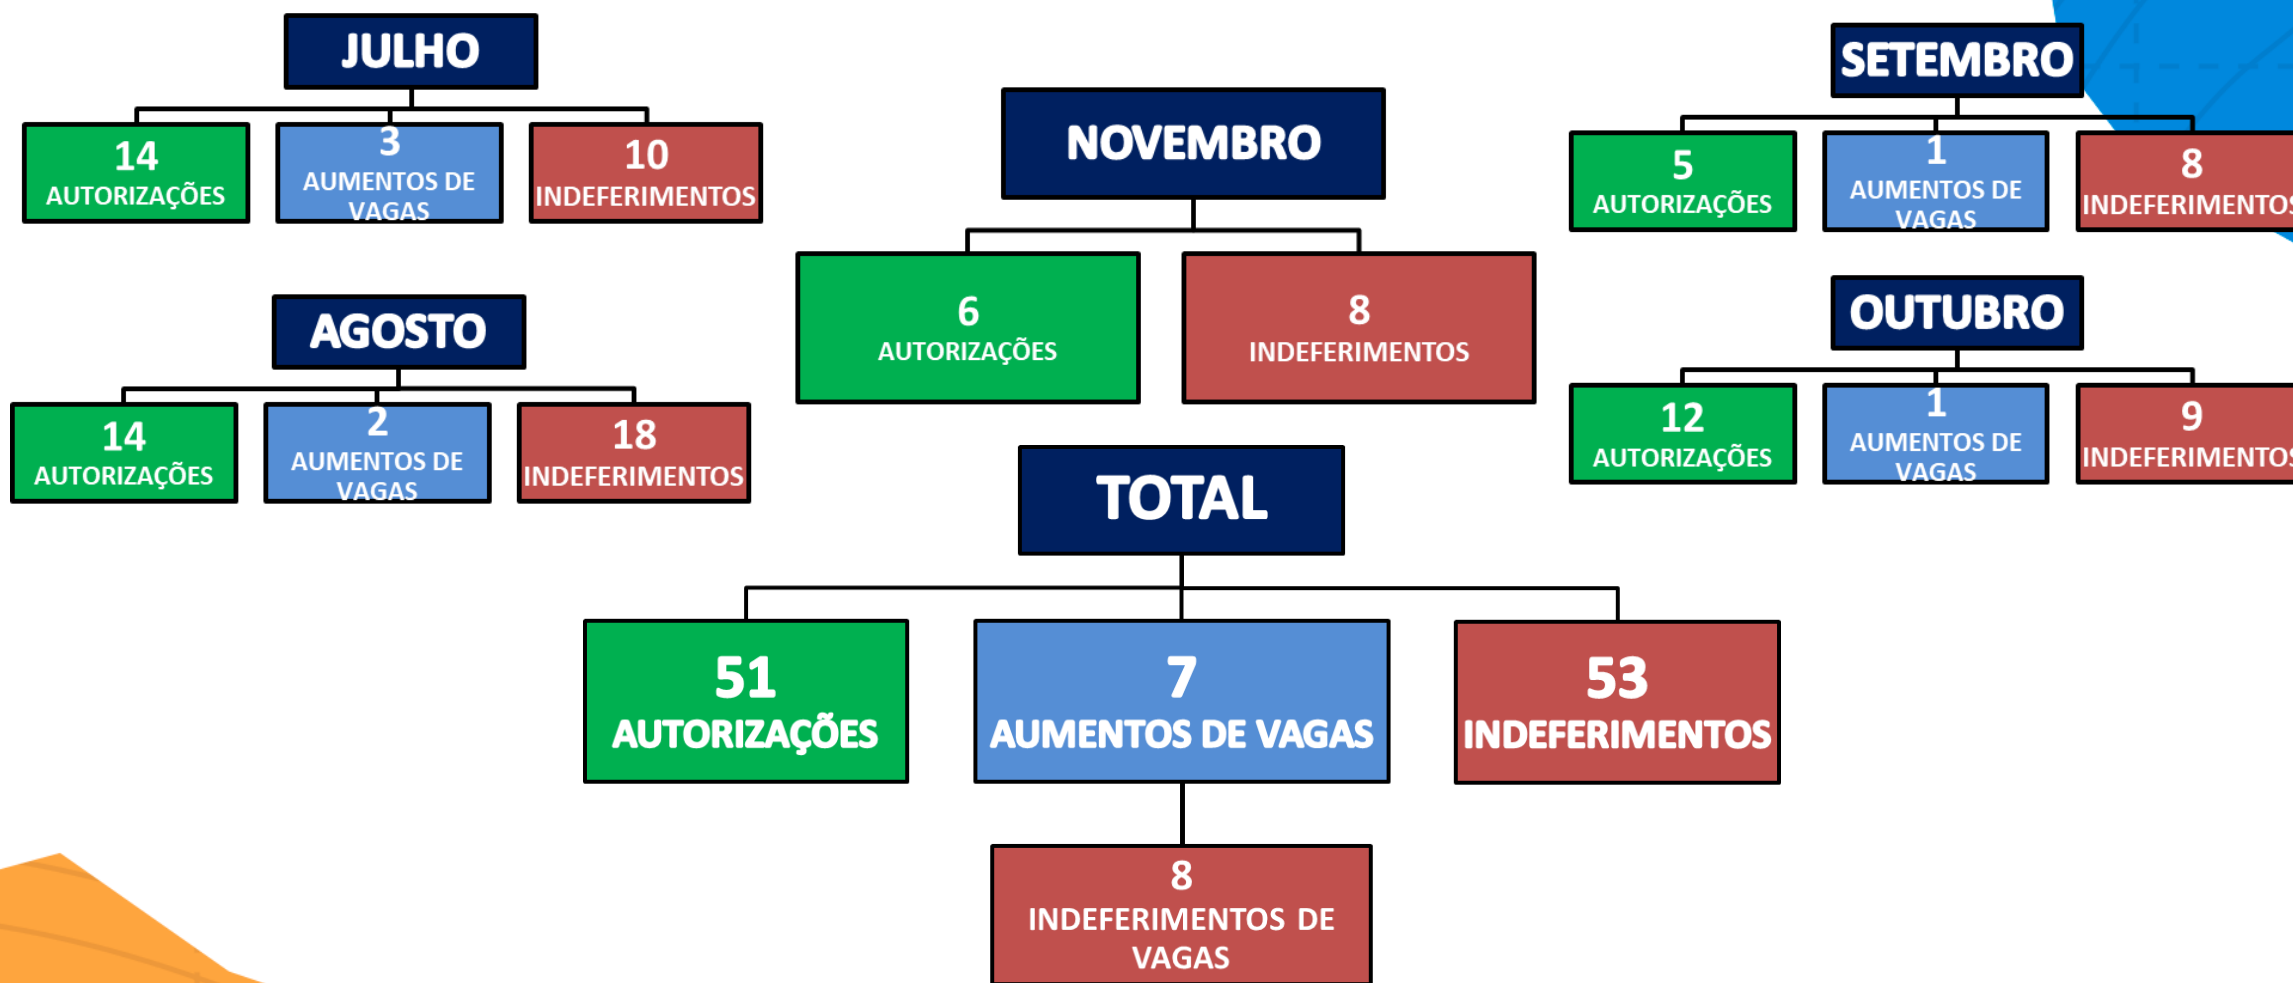 JULHO
14
AUTORIZAÇÕES
3
AUMENTOS DE
VAGAS
10
INDEFERIMENTOS
AGOSTO
14
AUTORIZAÇÕES
2
AUMENTOS DE
VAGAS
18
INDEFERIMENTOS
NOVEMBRO
6
AUTORIZAÇÕES
8
INDEFERIMENTOS
SETEMBRO
5
AUTORIZAÇÕES
1
AUMENTOS DE
VAGAS
8
INDEFERIMENTOS
OUTUBRO
12
AUTORIZAÇÕES
1
AUMENTOS DE
VAGAS
9
INDEFERIMENTOS
TOTAL
51
AUTORIZAÇÕES
7
AUMENTOS DE VAGAS
53
INDEFERIMENTOS
8
INDEFERIMENTOS DE
VAGAS